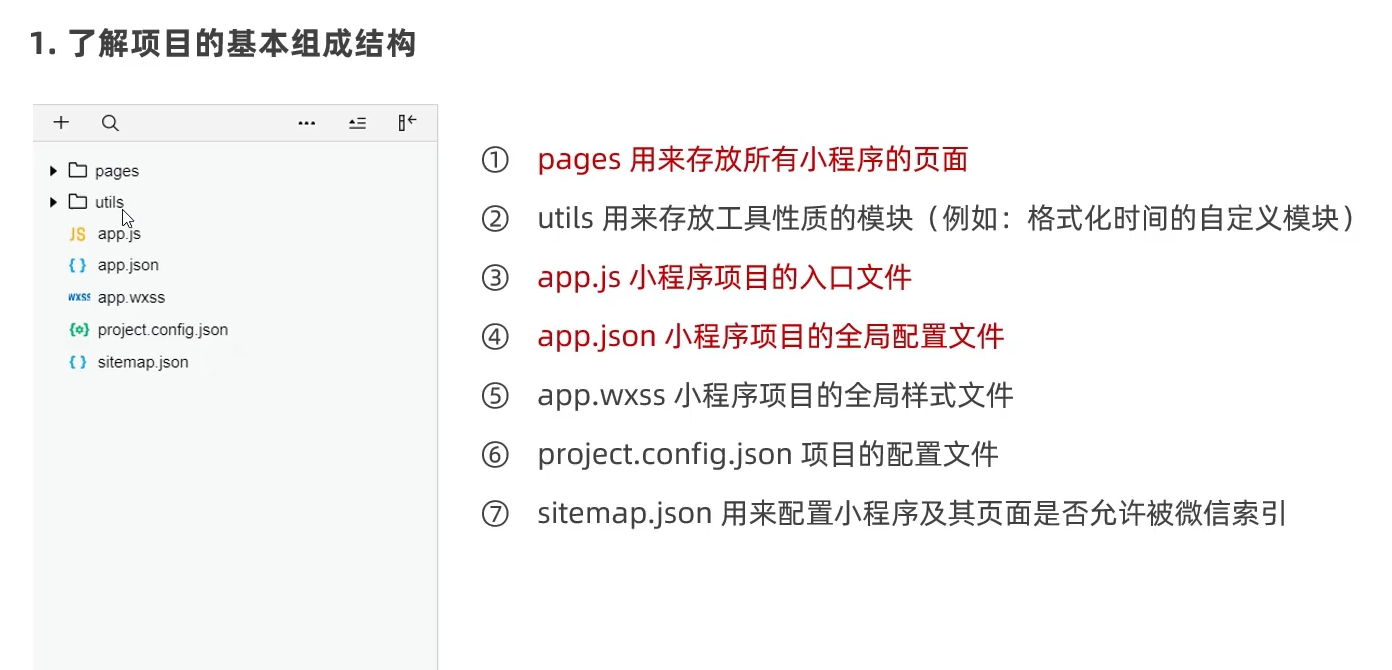 1. 了解项目的基本组成结构
pages
utils
JS app.js
{ } app.json
WXSS app.wxss
{o} project.config.json
{ } sitemap.json
① pages 用来存放所有小程序的页面
② utils 用来存放工具性质的模块（例如：格式化时间的自定义模块）
③ app.js 小程序项目的入口文件
④ app.json 小程序项目的全局配置文件
⑤ app.wxss 小程序项目的全局样式文件
⑥ project.config.json 项目的配置文件
⑦ sitemap.json 用来配置小程序及其页面是否允许被微信索引